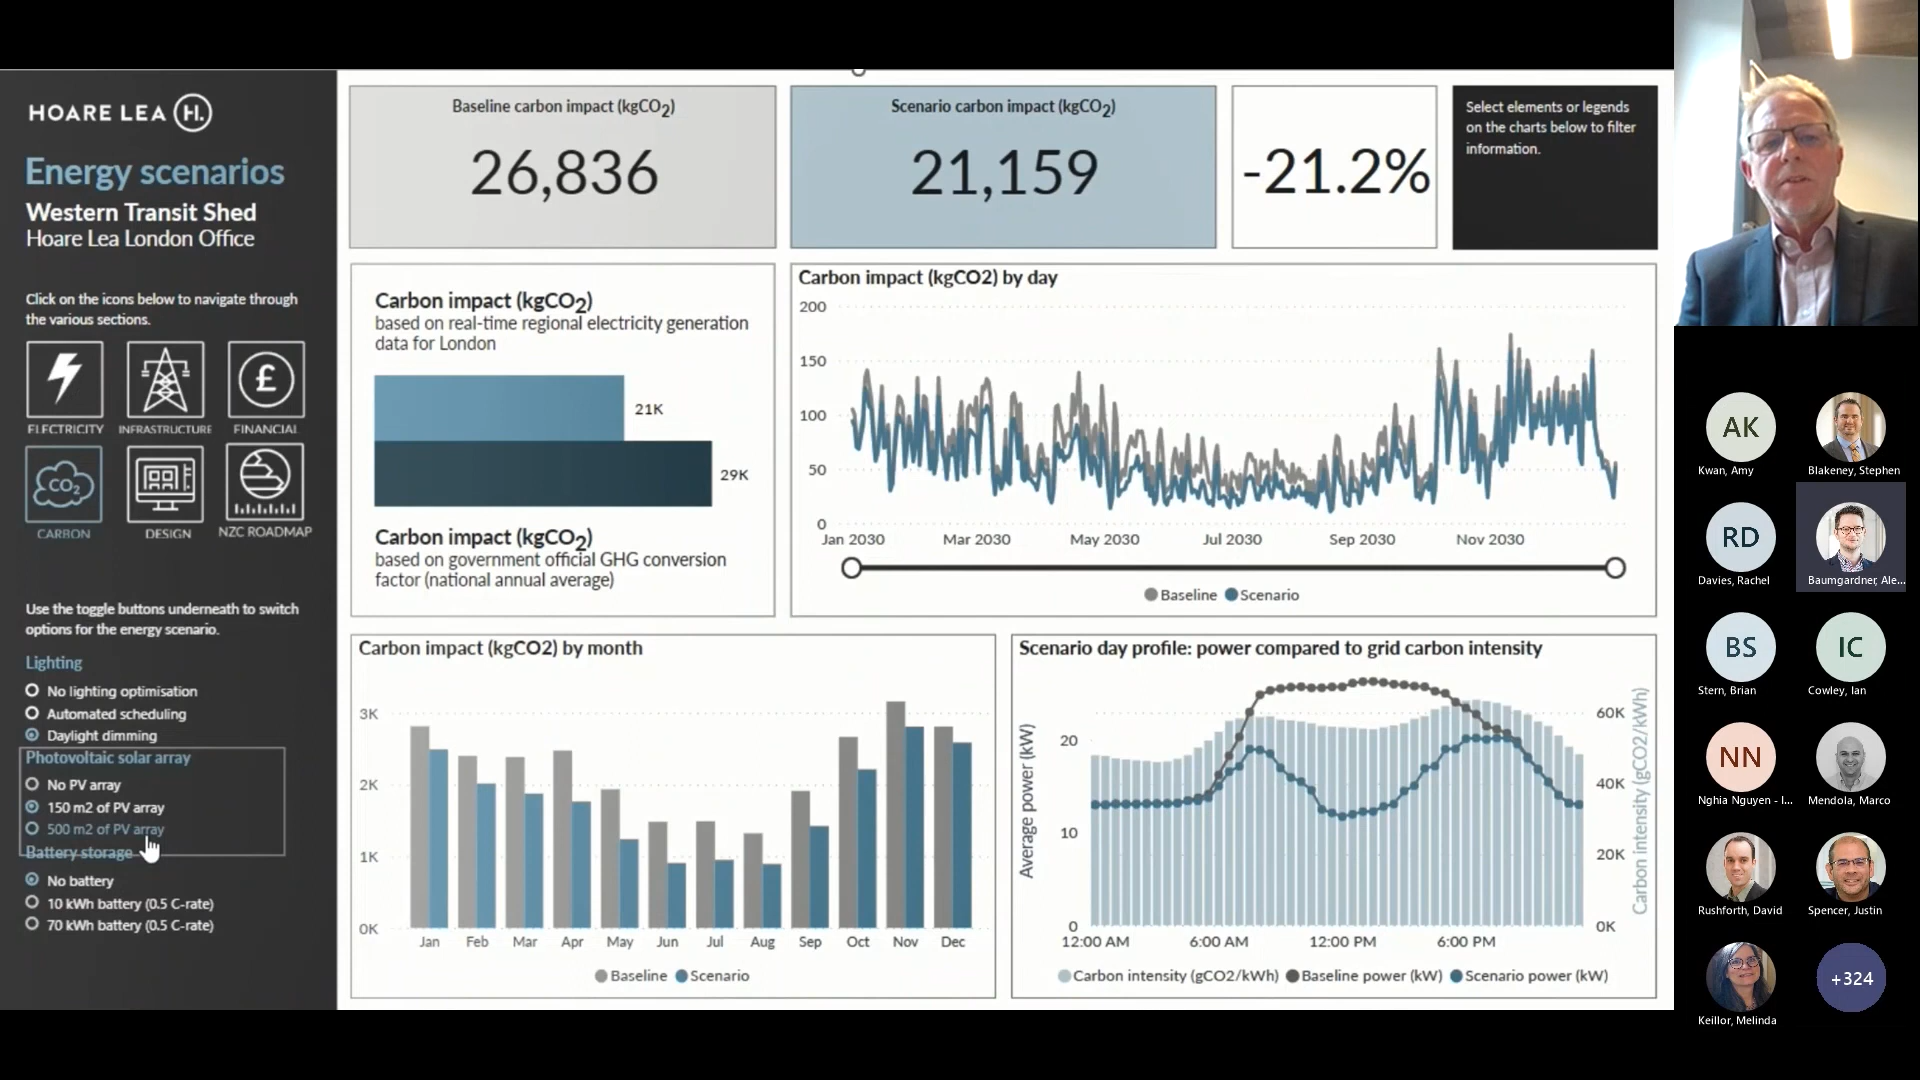 HOARE LEA H.
Energy scenarios
Western Transit Shed
Hoare Lea London Office
Click on the icons below to navigate through
the various sections.
ELECTRICITY
INFRASTRUCTURE
FINANCIAL
CO2
CARBON
DESIGN
NZC ROADMAP
Use the toggle buttons underneath to switch
options for the energy scenario.
Lighting
No lighting optimisation
Automated scheduling
Daylight dimming
Photovoltaic solar array
No PV array
150 m2 of PV array
500 m2 of PV array
Battery storage
No battery
10 kWh battery (0.5 C-rate)
70 kWh battery (0.5 C-rate)
Baseline carbon impact (kgCO2)
26,836
Scenario carbon impact (kgCO2)
21,159
-21.2%
Select elements or legends
on the charts below to filter
information.
Carbon impact (kgCO2)
based on real-time regional electricity generation
data for London
21K
29K
Carbon impact (kgCO2)
based on government official GHG conversion
factor (national annual average)
Carbon impact (kgCO2) by day
200
150
100
50
0
Jan 2030 Mar 2030 May 2030 Jul 2030 Sep 2030 Nov 2030
Baseline Scenario
Carbon impact (kgCO2) by month
3K
2K
1K
0K
Jan Feb Mar Apr May Jun Jul Aug Sep Oct Nov Dec
Baseline Scenario
Scenario day profile: power compared to grid carbon intensity
Average power (kW)
20
10
0
60K
40K
20K
0K
Carbon intensity (gCO2/kWh)
12:00 AM 6:00 AM 12:00 PM 6:00 PM
Carbon intensity (gCO2/kWh) Baseline power (kW) Scenario power (kW)
AK
Kwan, Amy
Blakeney, Stephen
RD
Davies, Rachel
Baumgardner, Ale...
BS
Stern, Brian
IC
Cowley, Ian
NN
Nghia Nguyen - I...
Mendola, Marco
Rushforth, David
Spencer, Justin
Keillor, Melinda
+324